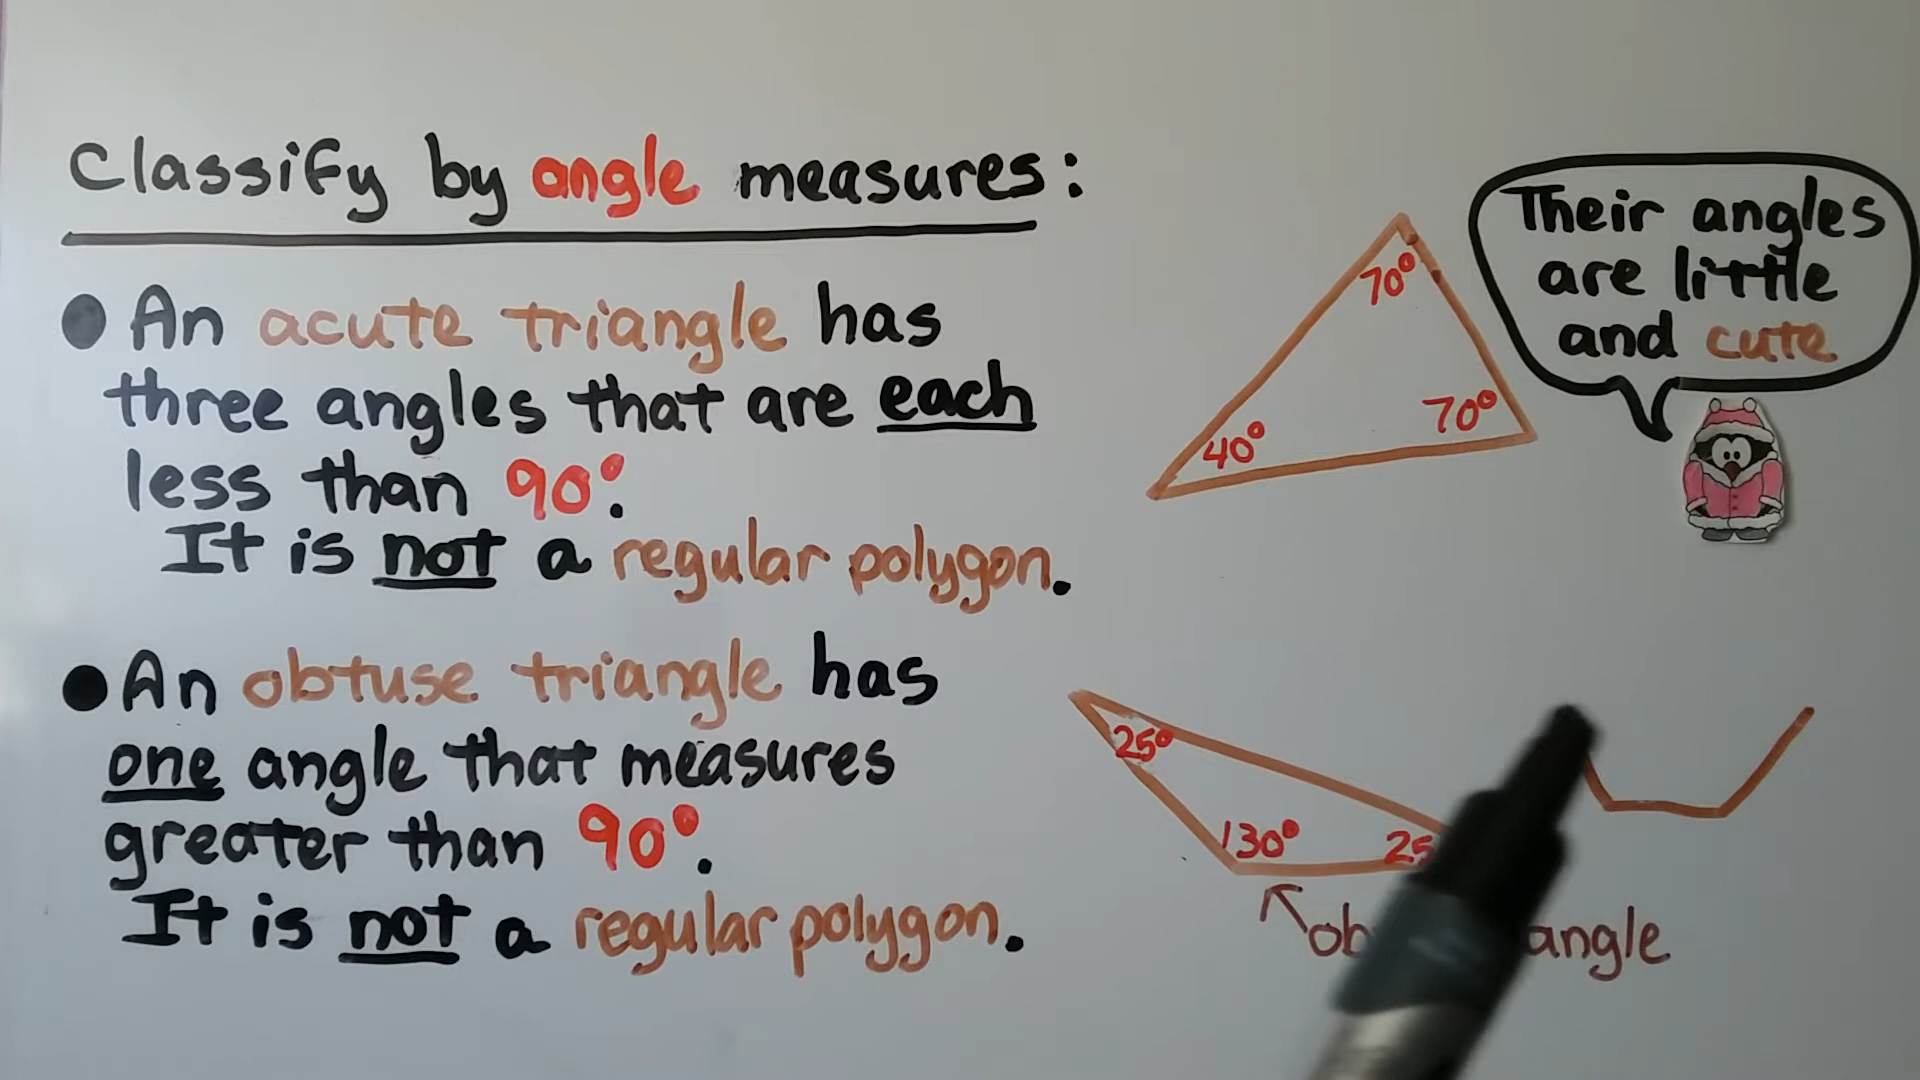 Classify by angle measures:
An acute triangle has
three angles that are each
less than 90°.
It is not a regular polygon.
An obtuse triangle has
one angle that measures
greater than 90°.
It is not a regular polygon.
70°
40°
70°
Their angles
are little
and cute
25°
130°
25
angle